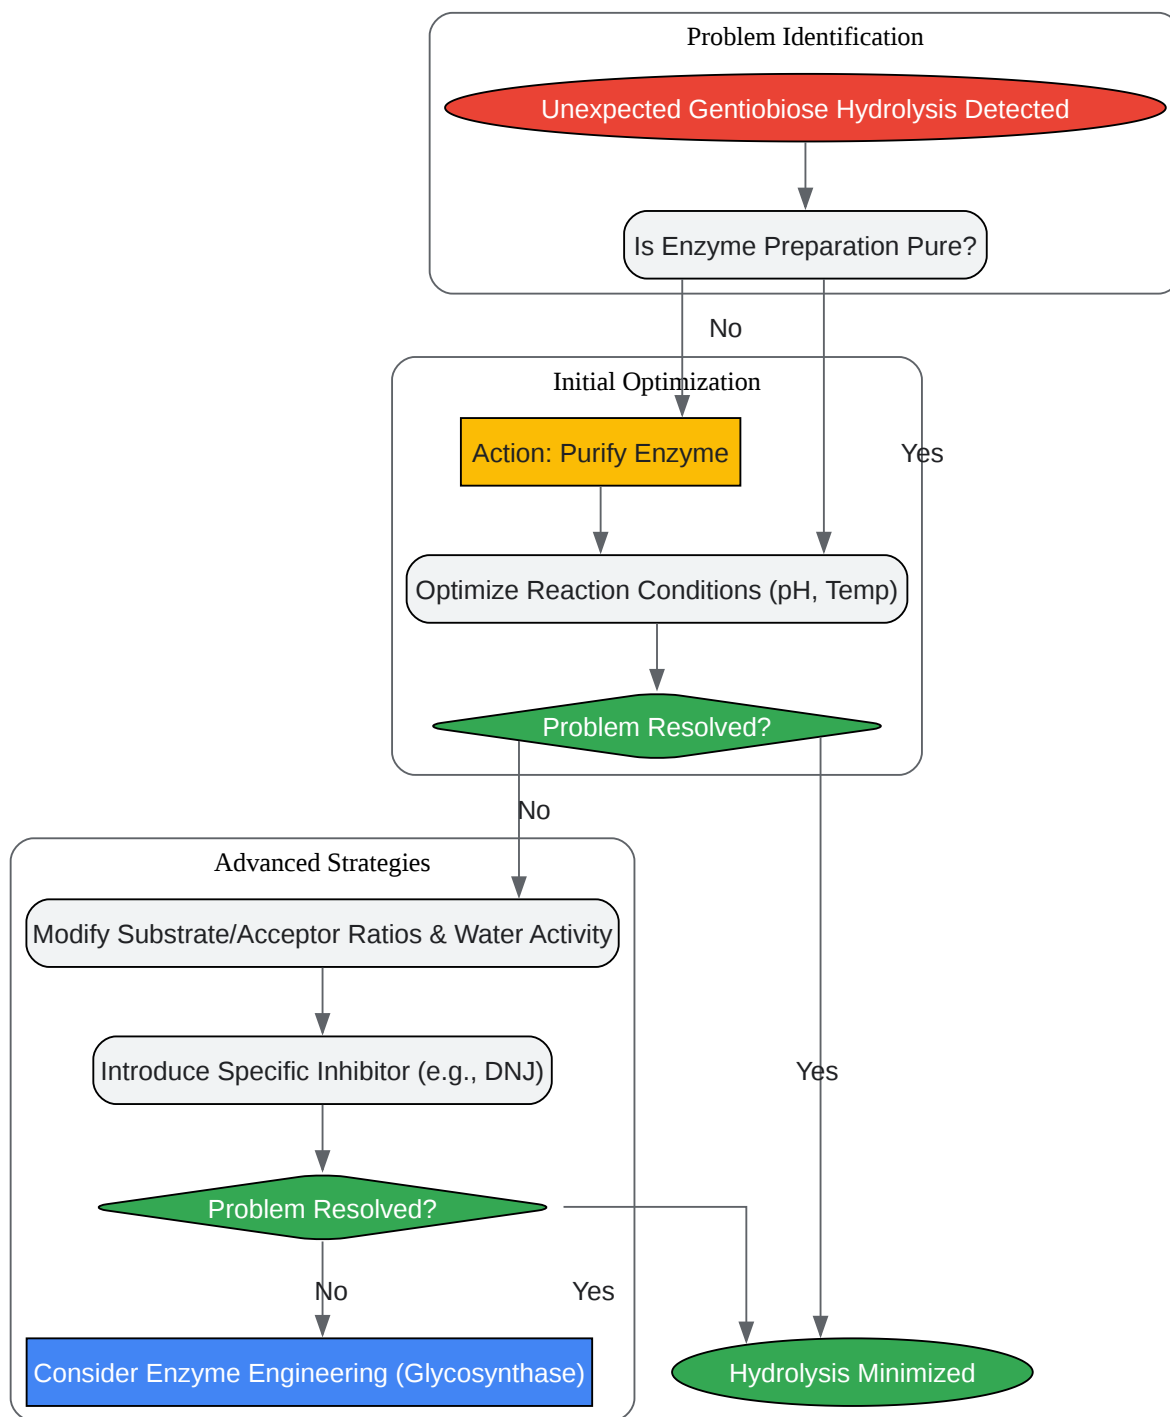 Problem Identification
Unexpected Gentiobiose Hydrolysis Detected
Is Enzyme Preparation Pure?
No
Initial Optimization
Action: Purify Enzyme
Yes
Optimize Reaction Conditions (pH, Temp)
Problem Resolved?
No
Advanced Strategies
Modify Substrate/Acceptor Ratios & Water Activity
Introduce Specific Inhibitor (e.g., DNJ)
Yes
Problem Resolved?
No
Yes
Consider Enzyme Engineering (Glycosynthase)
Hydrolysis Minimized